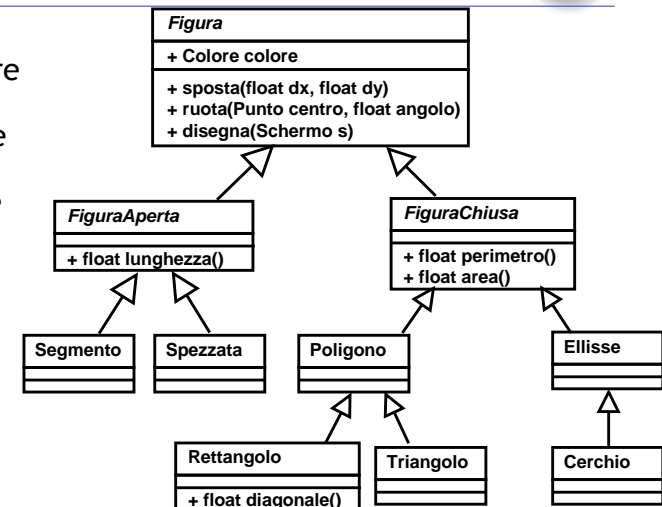 Figura
+ Colore colore
+ sposta(float dx, float dy)
+ ruota(Punto centro, float angolo)
+ disegna(Schermo s)
re
e
FiguraAperta
+ float lunghezza()
FiguraChiusa
+ float perimetro()
+ float area()
Segmento
Spezzata
Poligono
Ellisse
Rettangolo
+ float diagonale()
Triangolo
Cerchio